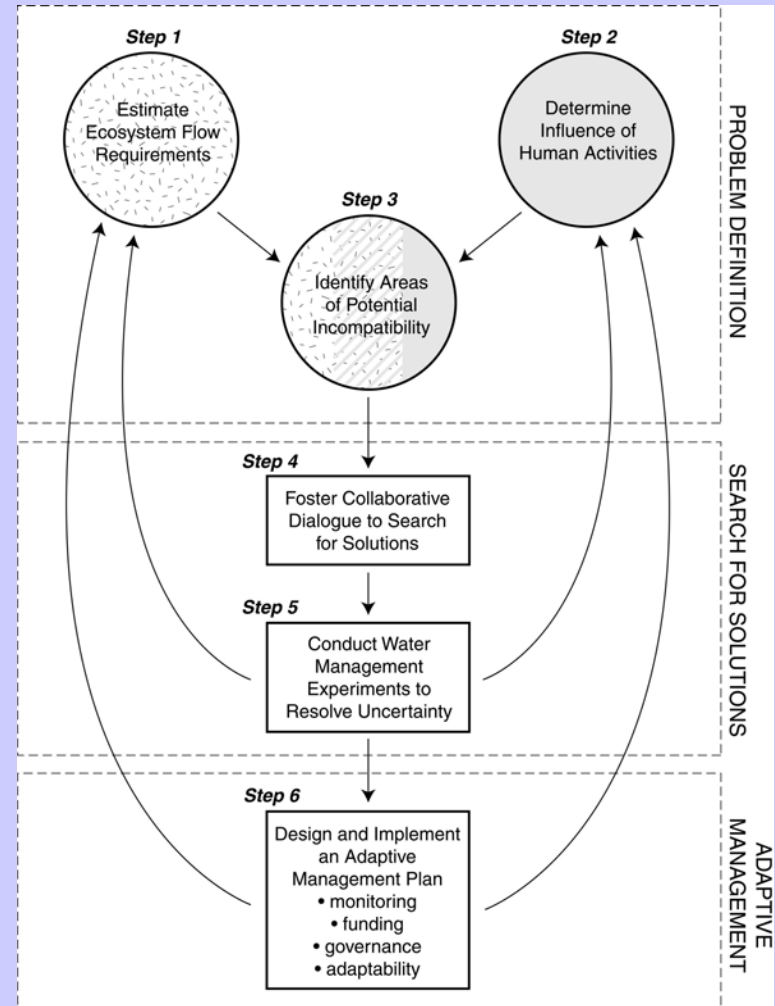 Step 1
Estimate
Ecosystem Flow
Requirements
Step 2
Determine
Influence of
Human Activities
Step 3
Identify Areas
of Potential
Incompatibility
PROBLEM DEFINITION
Step 4
Foster Collaborative
Dialogue to Search
for Solutions
Step 5
Conduct Water
Management
Experiments to
Resolve Uncertainty
SEARCH FOR SOLUTIONS
Step 6
Design and Implement
an Adaptive
Management Plan
• monitoring
• funding
• governance
• adaptability
ADAPTIVE
MANAGEMENT